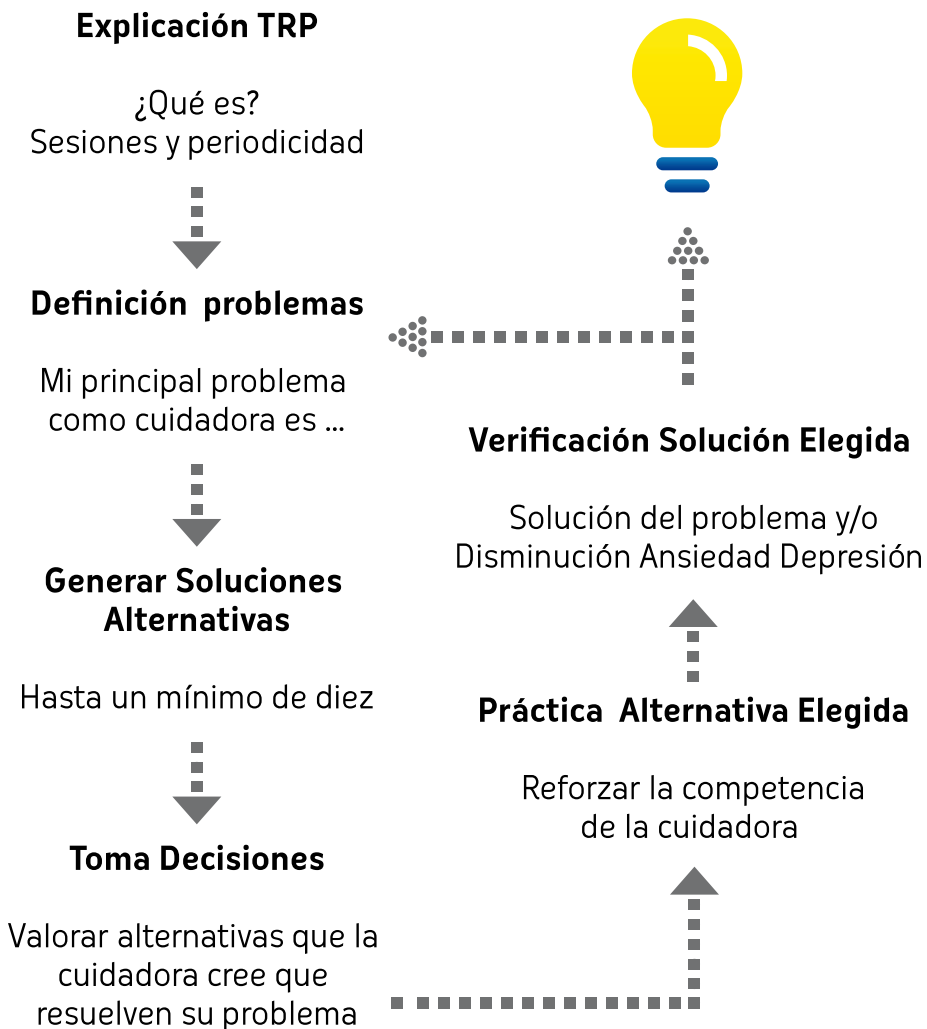 Explicación TRP
¿Qué es?
Sesiones y periodicidad
Definición problemas
Mi principal problema
como cuidadora es ...
Generar Soluciones
Alternativas
Hasta un mínimo de diez
Toma Decisiones
Valorar alternativas que la
cuidadora cree que
resuelven su problema
Práctica Alternativa Elegida
Reforzar la competencia
de la cuidadora
Verificación Solución Elegida
Solución del problema y/o
Disminución Ansiedad Depresión